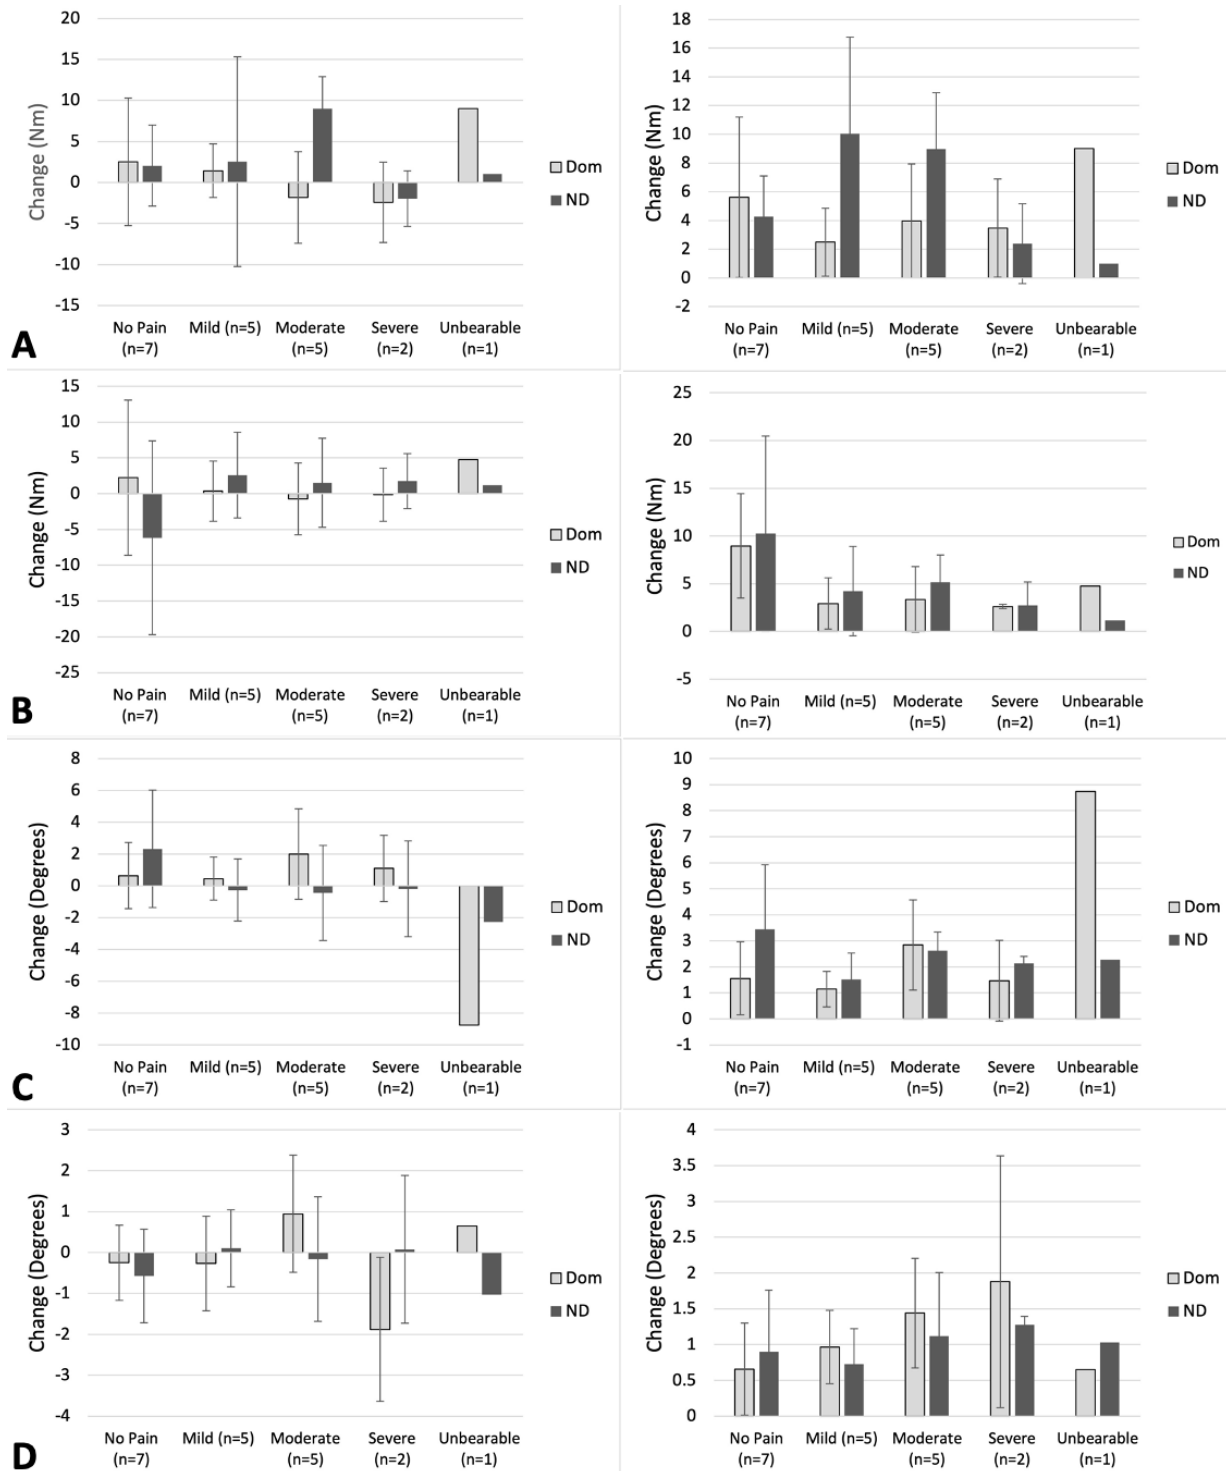 20
15
10
5
0
-5
-10
-15
Change (Nm)
No Pain (n=7)
Mild (n=5)
Moderate (n=5)
Severe (n=2)
Unbearable (n=1)
Dom
ND
A
18
16
14
12
10
8
6
4
2
0
-2
Change (Nm)
No Pain (n=7)
Mild (n=5)
Moderate (n=5)
Severe (n=2)
Unbearable (n=1)
Dom
ND
15
10
5
0
-5
-10
-15
-20
-25
Change (Nm)
No Pain (n=7)
Mild (n=5)
Moderate (n=5)
Severe (n=2)
Unbearable (n=1)
Dom
ND
B
25
20
15
10
5
0
-5
Change (Nm)
No Pain (n=7)
Mild (n=5)
Moderate (n=5)
Severe (n=2)
Unbearable (n=1)
Dom
ND
8
6
4
2
0
-2
-4
-6
-8
-10
Change (Degrees)
No Pain (n=7)
Mild (n=5)
Moderate (n=5)
Severe (n=2)
Unbearable (n=1)
Dom
ND
C
10
9
8
7
6
5
4
3
2
1
0
-1
Change (Degrees)
No Pain (n=7)
Mild (n=5)
Moderate (n=5)
Severe (n=2)
Unbearable (n=1)
Dom
ND
3
2
1
0
-1
-2
-3
-4
Change (Degrees)
No Pain (n=7)
Mild (n=5)
Moderate (n=5)
Severe (n=2)
Unbearable (n=1)
Dom
ND
D
4
3.5
3
2.5
2
1.5
1
0.5
0
Change (Degrees)
No Pain (n=7)
Mild (n=5)
Moderate (n=5)
Severe (n=2)
Unbearable (n=1)
Dom
ND